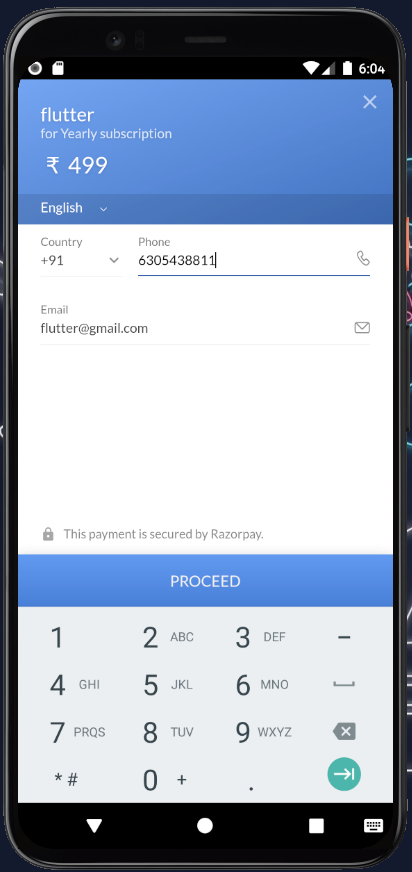 6:04
flutter
for Yearly subscription
₹ 499
English
Country
Phone
+91
6305438811
Email
flutter@gmail.com
This payment is secured by Razorpay.
PROCEED
1 2 ABC 3 DEF −
4 GHI 5 JKL 6 MNO
7 PRQS 8 TUV 9 WXYZ
* # 0 + .